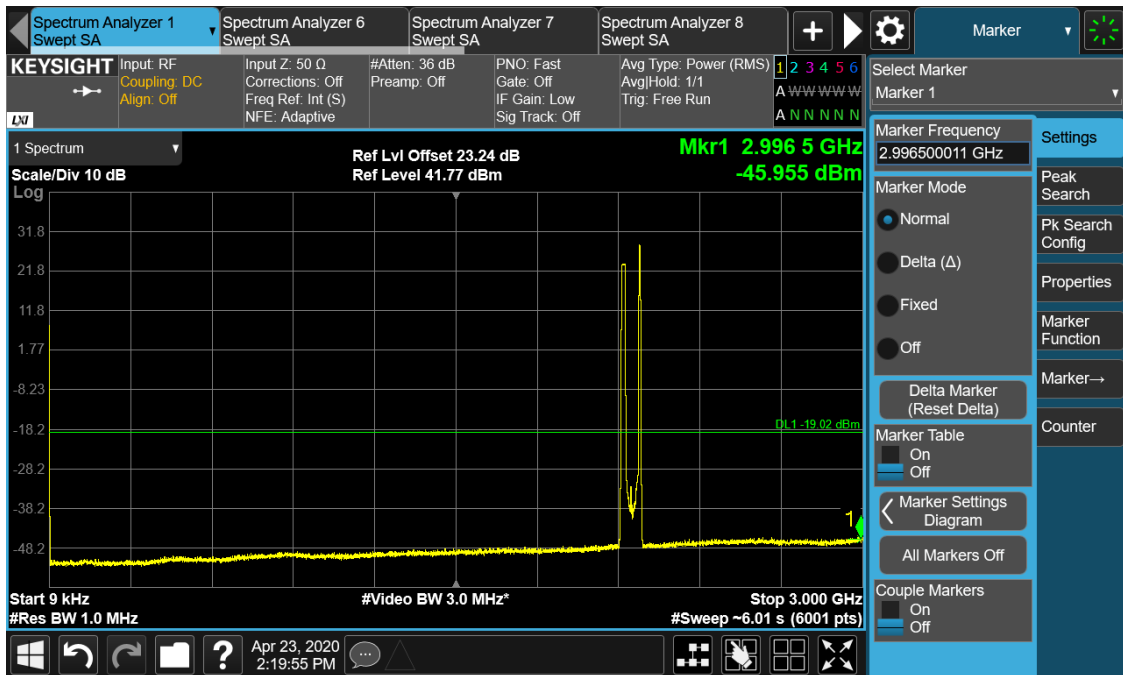 Spectrum Analyzer 1
Swept SA
Spectrum Analyzer 6
Swept SA
Spectrum Analyzer 7
Swept SA
Spectrum Analyzer 8
Swept SA
+
Marker
KEYSIGHT
LXI
Input: RF
Coupling: DC
Align: Off
Input Z: 50 Ω
Corrections: Off
Freq Ref: Int (S)
NFE: Adaptive
#Atten: 36 dB
Preamp: Off
PNO: Fast
Gate: Off
IF Gain: Low
Sig Track: Off
Avg Type: Power (RMS)
Avg|Hold: 1/1
Trig: Free Run
1 2 3 4 5 6
A W W W W W
A N N N N N
Select Marker
Marker 1
1 Spectrum
Scale/Div 10 dB
Ref Lvl Offset 23.24 dB
Ref Level 41.77 dBm
Mkr1 2.996 5 GHz
-45.955 dBm
Log
31.8
21.8
11.8
1.77
-8.23
-18.2
-28.2
-38.2
-48.2
DL1 -19.02 dBm
1
Start 9 kHz
#Res BW 1.0 MHz
#Video BW 3.0 MHz*
Stop 3.000 GHz
#Sweep ~6.01 s (6001 pts)
Marker Frequency
2.996500011 GHz
Marker Mode
Normal
Delta (Δ)
Fixed
Off
Delta Marker
(Reset Delta)
Marker Table
On
Off
Marker Settings
Diagram
All Markers Off
Couple Markers
On
Off
Settings
Peak
Search
Pk Search
Config
Properties
Marker
Function
Marker→
Counter
?
Apr 23, 2020
2:19:55 PM